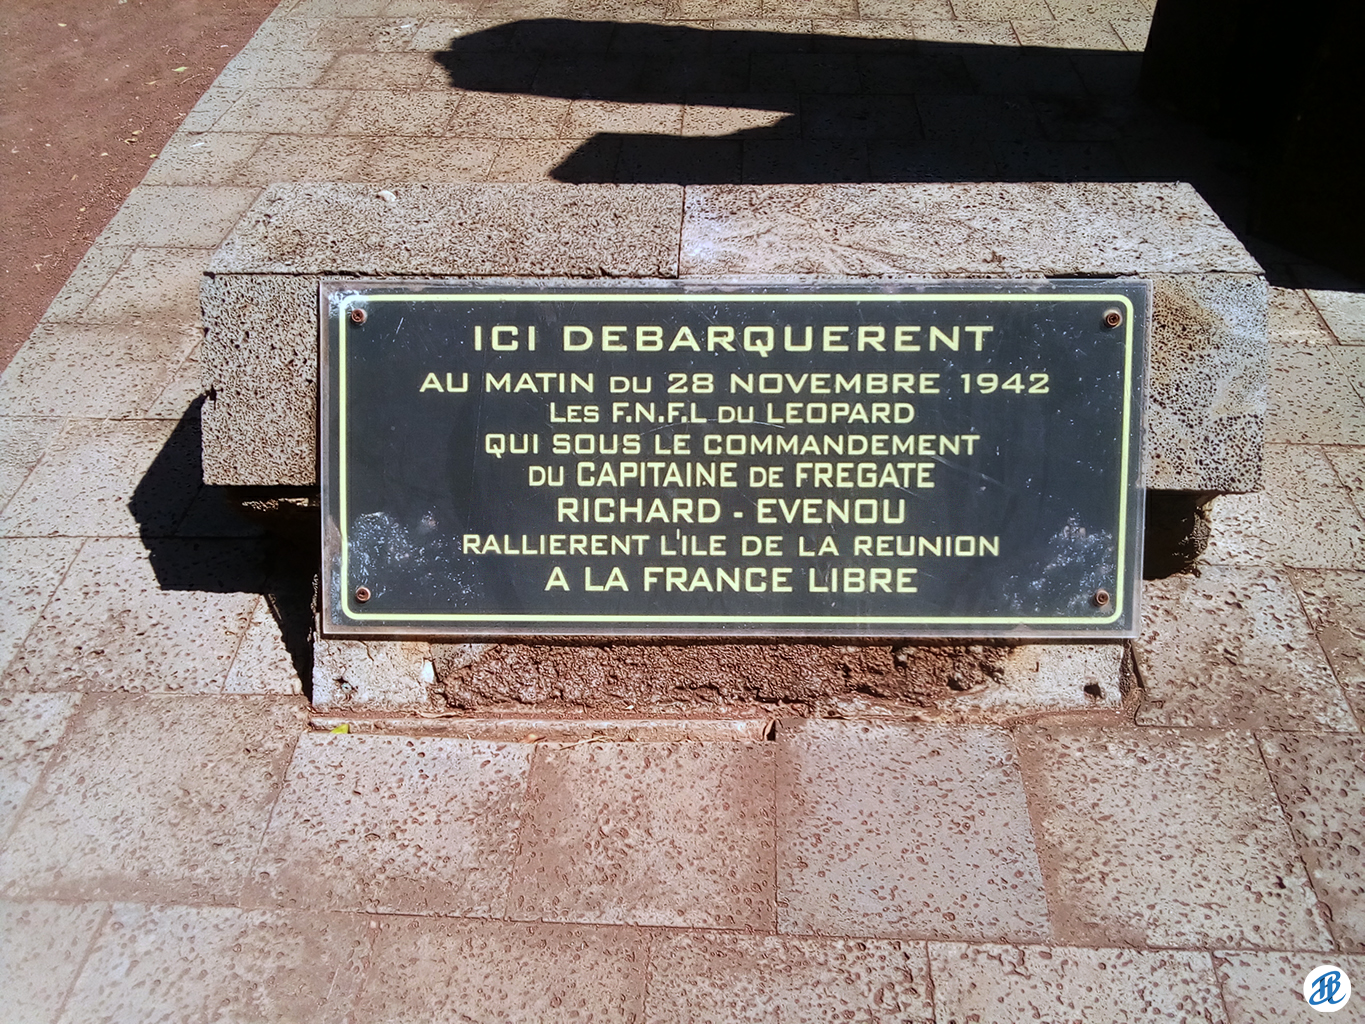 ICI DEBARQUERENT
AU MATIN DU 28 NOVEMBRE 1942
LES F.N.F.L DU LEOPARD
QUI SOUS LE COMMANDEMENT
DU CAPITAINE DE FREGATE
RICHARD - EVENOU
RALLIERENT L'ILE DE LA REUNION
A LA FRANCE LIBRE